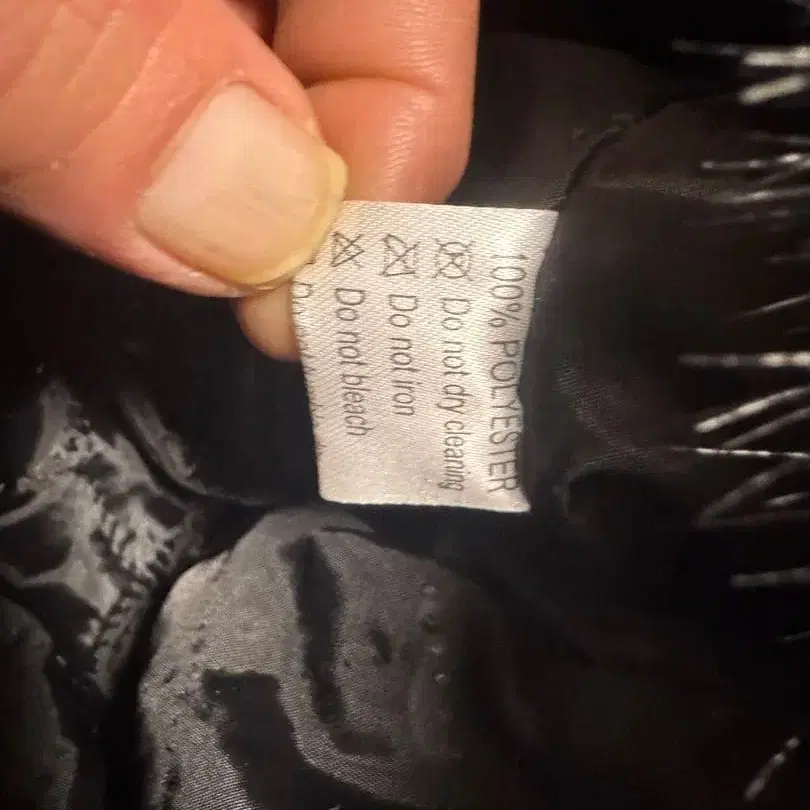 100% POLYESTER
Do not dry cleaning
Do not iron
Do not bleach